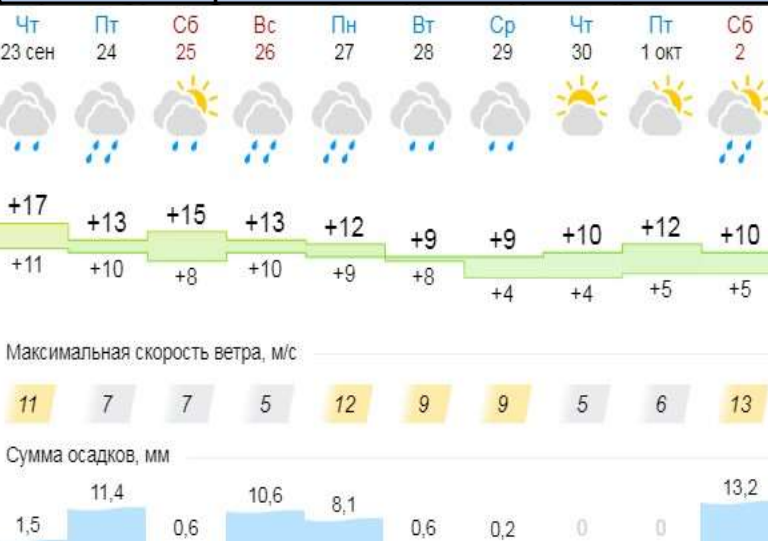 Чт Пт Сб Вс Пн Вт Ср Чт Пт Сб
23 сен 24 25 26 27 28 29 30 1 окт 2
+17 +13 +15 +13 +12 +9 +9 +10 +12 +10
+11 +10 +8 +10 +9 +8 +4 +4 +5 +5
Максимальная скорость ветра, м/с
11 7 7 5 12 9 9 5 6 13
Сумма осадков, мм
1,5 11,4 0,6 10,6 8,1 0,6 0,2 0 0 13,2